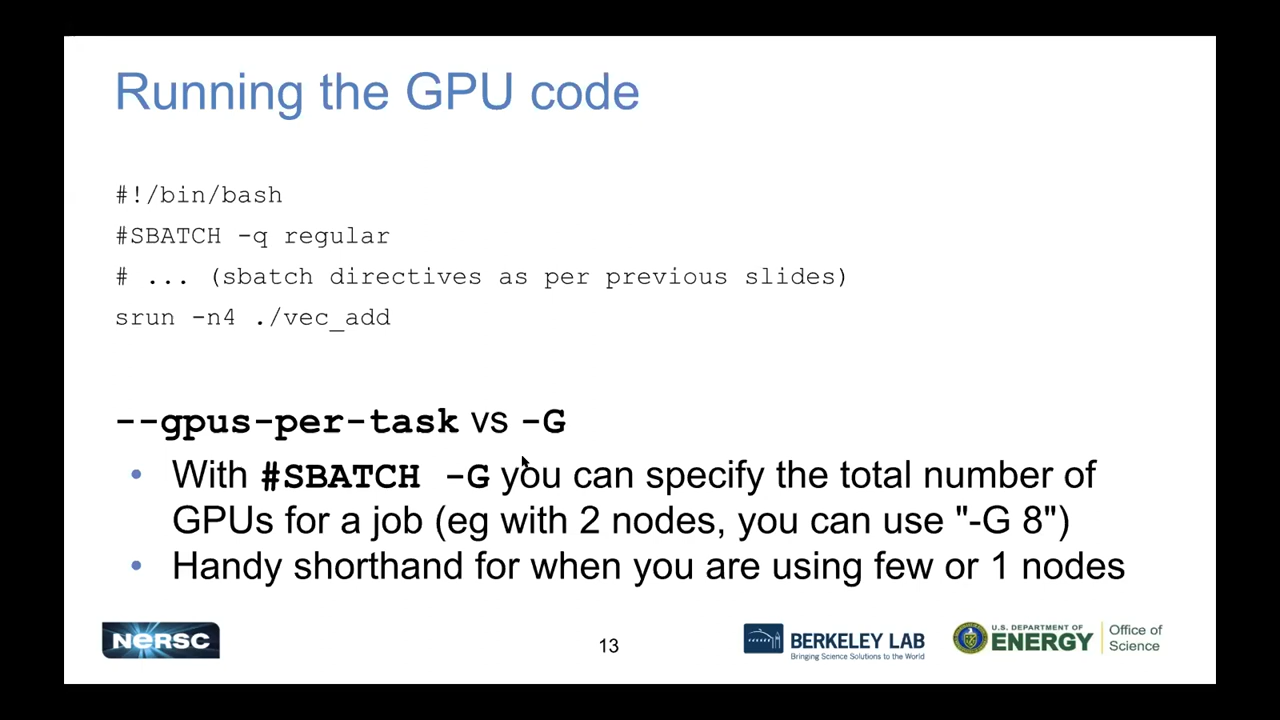 Running the GPU code
#!/bin/bash
#SBATCH -q regular
# ... (sbatch directives as per previous slides)
srun -n4 ./vec_add
--gpus-per-task vs -G
• With #SBATCH -G you can specify the total number of
GPUs for a job (eg with 2 nodes, you can use "-G 8")
• Handy shorthand for when you are using few or 1 nodes
NERSC
13
BERKELEY LAB
Bringing Science Solutions to the World
U.S. DEPARTMENT OF
ENERGY
Office of
Science